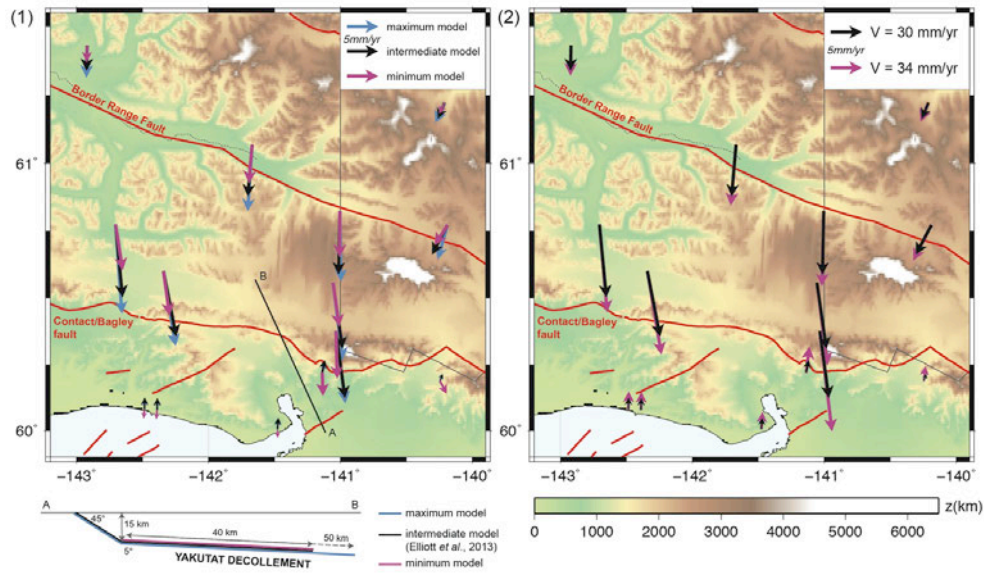 (1)
maximum model
5mm/yr
intermediate model
minimum model
Border Range
Fault
Contact/Bagley
fault
B
A
61°
60°
−143
−142
−141
−140
(2)
V = 30 mm/yr
5mm/yr
V = 34 mm/yr
Border Range
Fault
Contact/Bagley
fault
61°
60°
−143
−142
−141
−140
A
B
45°
15 km
40 km
50 km
5°
YAKUTAT DECOLLEMENT
maximum model
intermediate model
(Elliott et al., 2013)
minimum model
z(km)
0 1000 2000 3000 4000 5000 6000